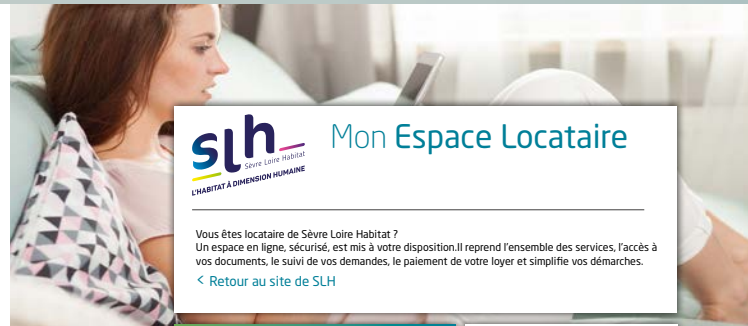 slh
Sèvre Loire Habitat
L'HABITAT À DIMENSION HUMAINE
Mon Espace Locataire
Vous êtes locataire de Sèvre Loire Habitat ?
Un espace en ligne, sécurisé, est mis à votre disposition.Il reprend l'ensemble des services, l'accès à
vos documents, le suivi de vos demandes, le paiement de votre loyer et simplifie vos démarches.
< Retour au site de SLH